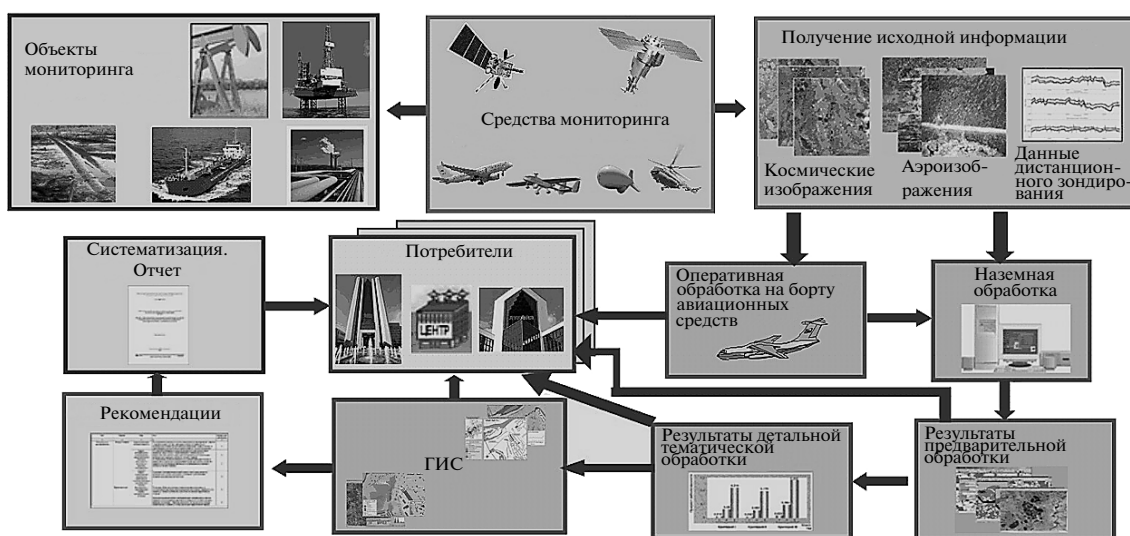 Объекты
мониторинга
Средства мониторинга
Получение исходной информации
Космические
изображения
Аэроизоб-
ражения
Данные
дистанцион-
ного зондиро-
вания
Систематизация.
Отчет
Потребители
ЦЕНТР
Оперативная
обработка на борту
авиационных
средств
Наземная
обработка
Рекомендации
ГИС
Результаты детальной
тематической
обработки
Результаты
предварительной
обработки